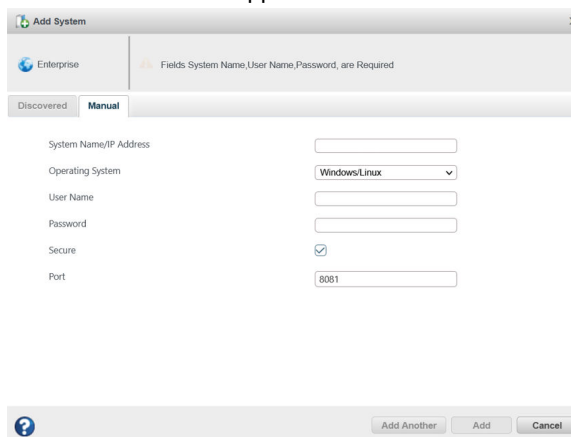 Add System
Enterprise
Fields System Name,User Name,Password, are Required
Discovered Manual
System Name/IP Address
Operating System Windows/Linux
User Name
Password
Secure
Port 8081
Add Another Add Cancel